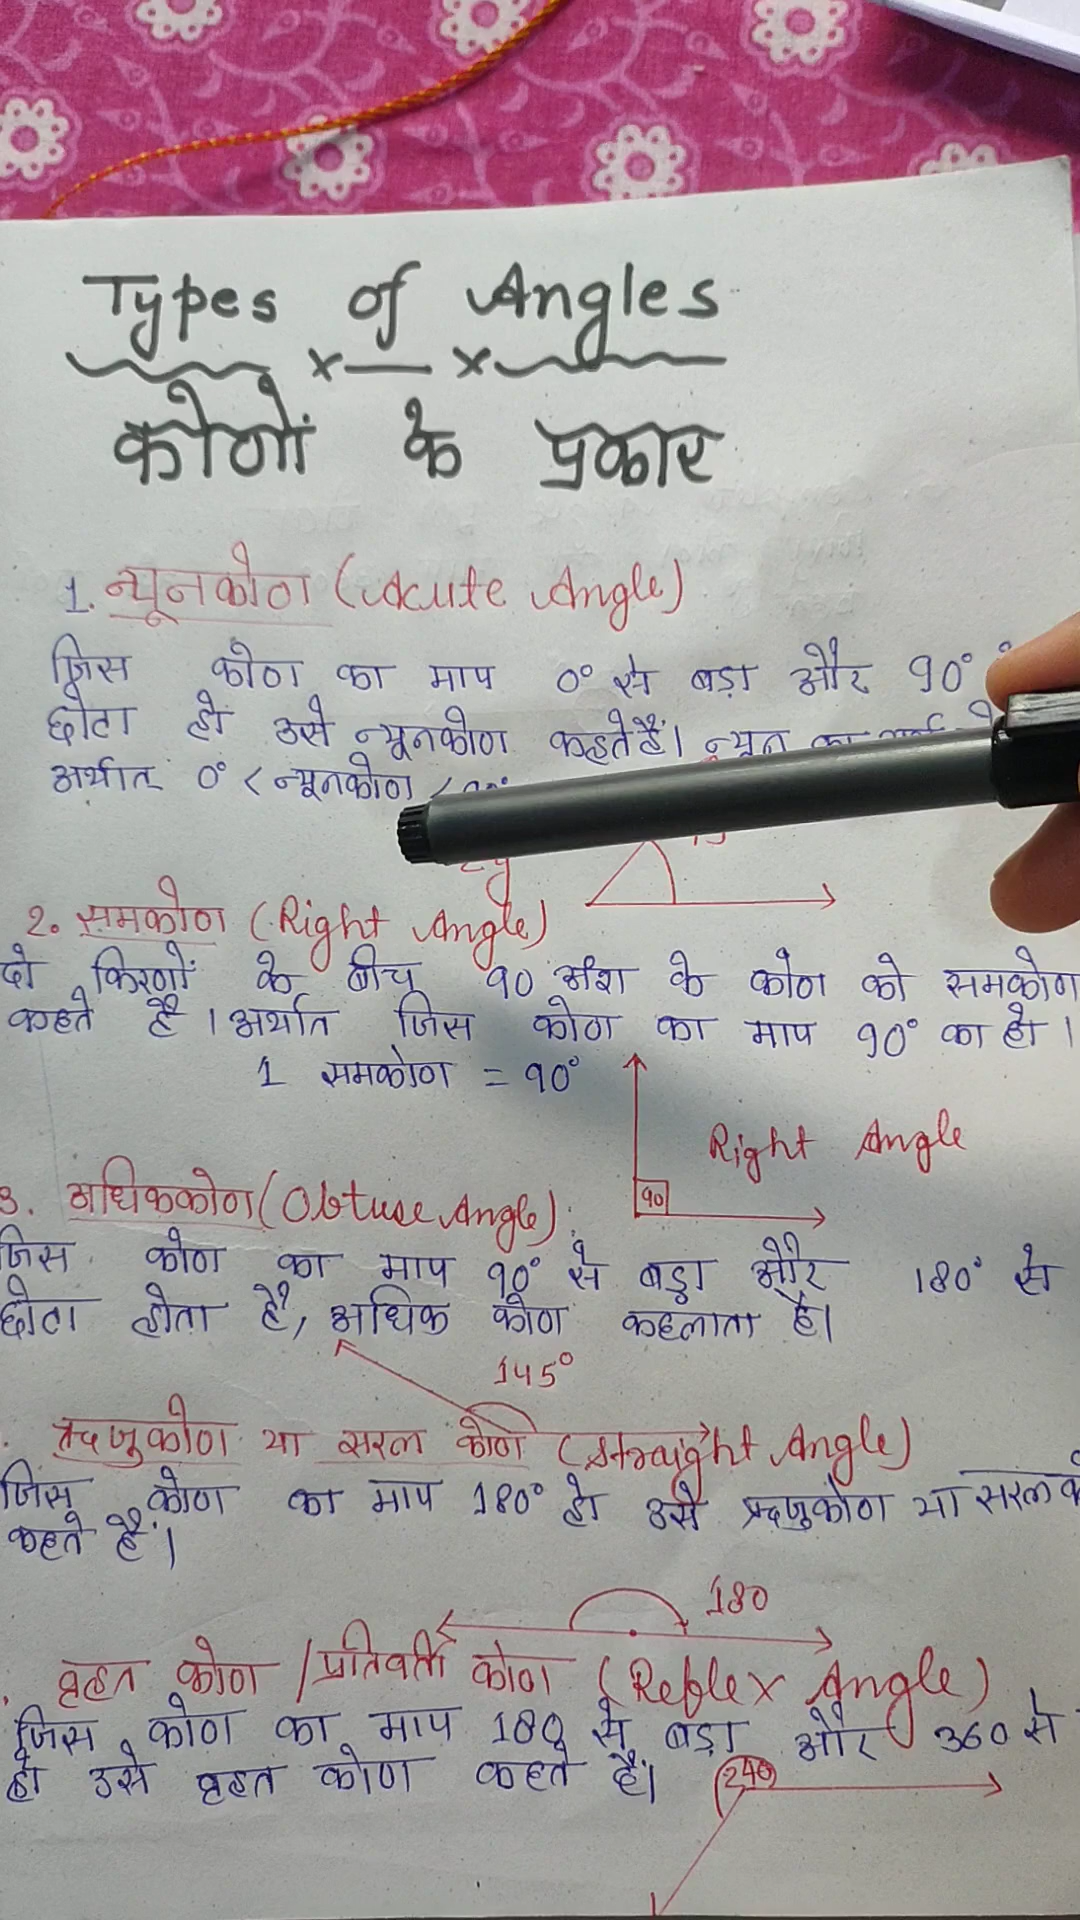 Types of Angles
कोणों के प्रकार
1. न्यूनकोण (Acute Angle)
जिस कोण का माप 0° से बड़ा और 90°
छोटा हो उसे न्यूनकोण कहते हैं। न्यून का
अर्थात 0° < न्यूनकोण <
2. समकोण (Right Angle)
दो किरणों के बीच 90 अंश के कोण को समकोण
कहते है । अर्थात जिस कोण का माप 90° का हो ।
1 समकोण = 90°
Right Angle
90
3. अधिककोण (Obtuse Angle)
जिस कोण का माप 90° से बड़ा और 180° से
छोटा होता है, अधिक कोण कहलाता है।
145°
ऋजुकोण या सरल कोण (Straight Angle)
जिस कोण का माप 180° हो उसे ऋजुकोण या सरल
कहते हैं।
180
वृहत कोण / प्रतिवर्ती कोण (Reflex Angle)
जिस कोण का माप 180 से बड़ा और 360 से
हो उसे वृहत कोण कहते हैं।
240